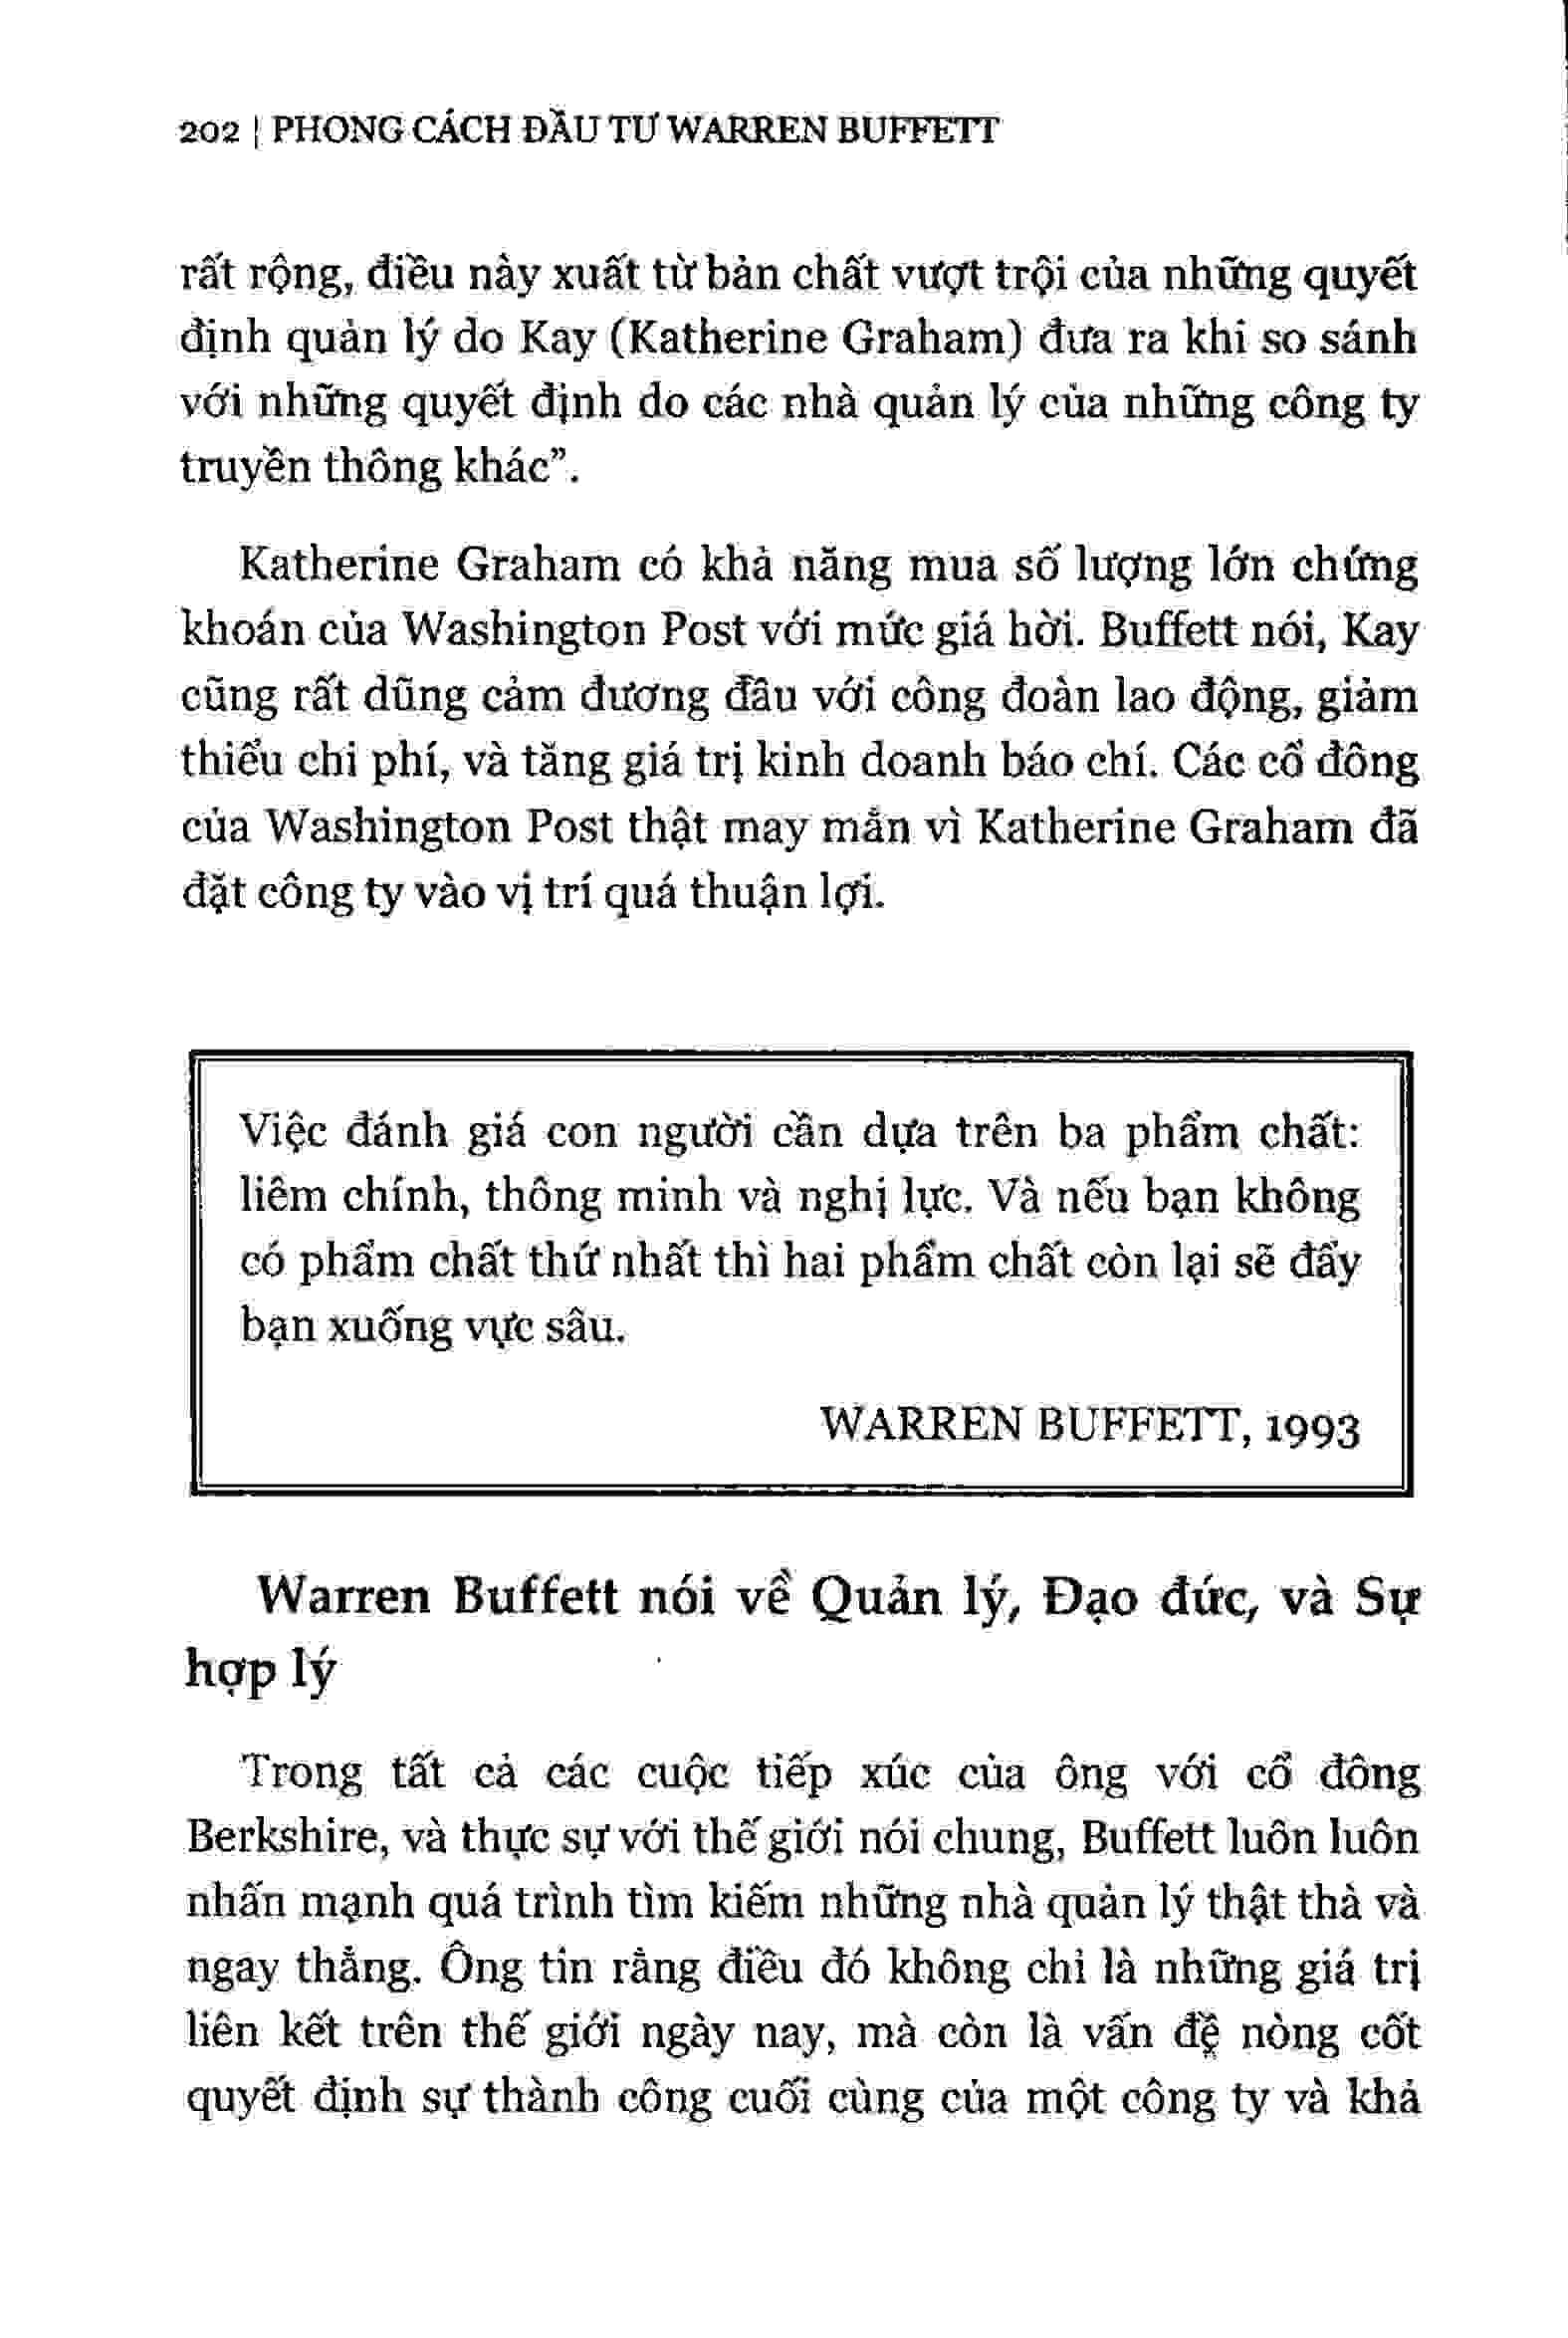 202 | PHONG CÁCH ĐẦU TƯ WARREN BUFFETT
rất rộng, điều này xuất từ bản chất vượt trội của những quyết
định quản lý do Kay (Katherine Graham) đưa ra khi so sánh
với những quyết định do các nhà quản lý của những công ty
truyền thông khác”.
Katherine Graham có khả năng mua số lượng lớn chứng
khoán của Washington Post với mức giá hời. Buffett nói, Kay
cũng rất dũng cảm đương đầu với công đoàn lao động, giảm
thiểu chi phí, và tăng giá trị kinh doanh báo chí. Các cổ đông
của Washington Post thật may mắn vì Katherine Graham đã
đặt công ty vào vị trí quá thuận lợi.
Việc đánh giá con người cần dựa trên ba phẩm chất:
liêm chính, thông minh và nghị lực. Và nếu bạn không
có phẩm chất thứ nhất thì hai phẩm chất còn lại sẽ đẩy
bạn xuống vực sâu.
WARREN BUFFETT, 1993
Warren Buffett nói về Quản lý, Đạo đức, và Sự
hợp lý
Trong tất cả các cuộc tiếp xúc của ông với cổ đông
Berkshire, và thực sự với thế giới nói chung, Buffett luôn luôn
nhấn mạnh quá trình tìm kiếm những nhà quản lý thật thà và
ngay thẳng. Ông tin rằng điều đó không chỉ là những giá trị
liên kết trên thế giới ngày nay, mà còn là vấn đề nòng cốt
quyết định sự thành công cuối cùng của một công ty và khả